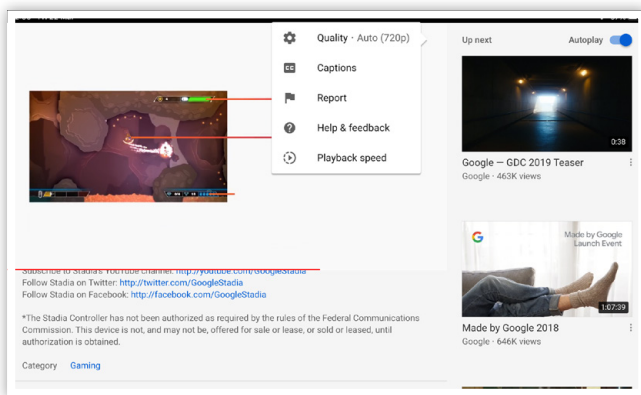 Quality · Auto (720p)
Captions
Report
Help & feedback
Playback speed
Up next
Autoplay
0:38
Google — GDC 2019 Teaser
Google · 463K views
Made by Google
Launch Event
1:07:39
Made by Google 2018
Google · 646K views
Subscribe to Stadia's YouTube channel: http://youtube.com/GoogleStadia
Follow Stadia on Twitter: http://twitter.com/GoogleStadia
Follow Stadia on Facebook: http://facebook.com/GoogleStadia
*The Stadia Controller has not been authorized as required by the rules of the Federal Communications
Commission. This device is not, and may not be, offered for sale or lease, or sold or leased, until
authorization is obtained.
Category Gaming